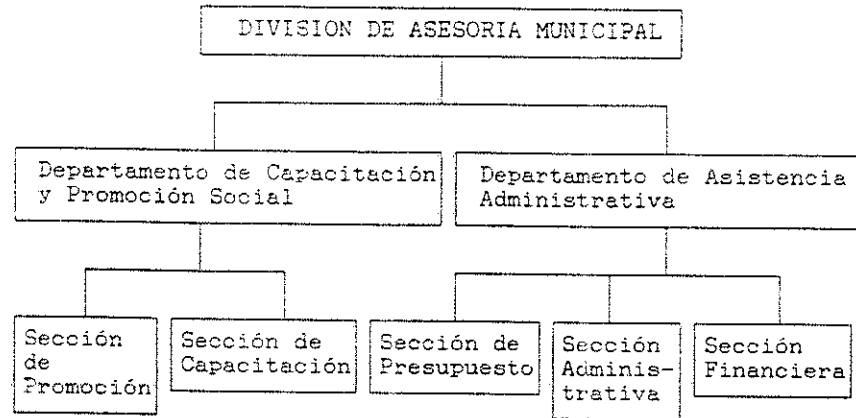 DIVISION DE ASESORIA MUNICIPAL
Departamento de Capacitación
y Promoción Social
Departamento de Asistencia
Administrativa
Sección
de
Promoción
Sección de
Capacitación
Sección de
Presupuesto
Sección
Adminis-
trativa
Sección
Financiera